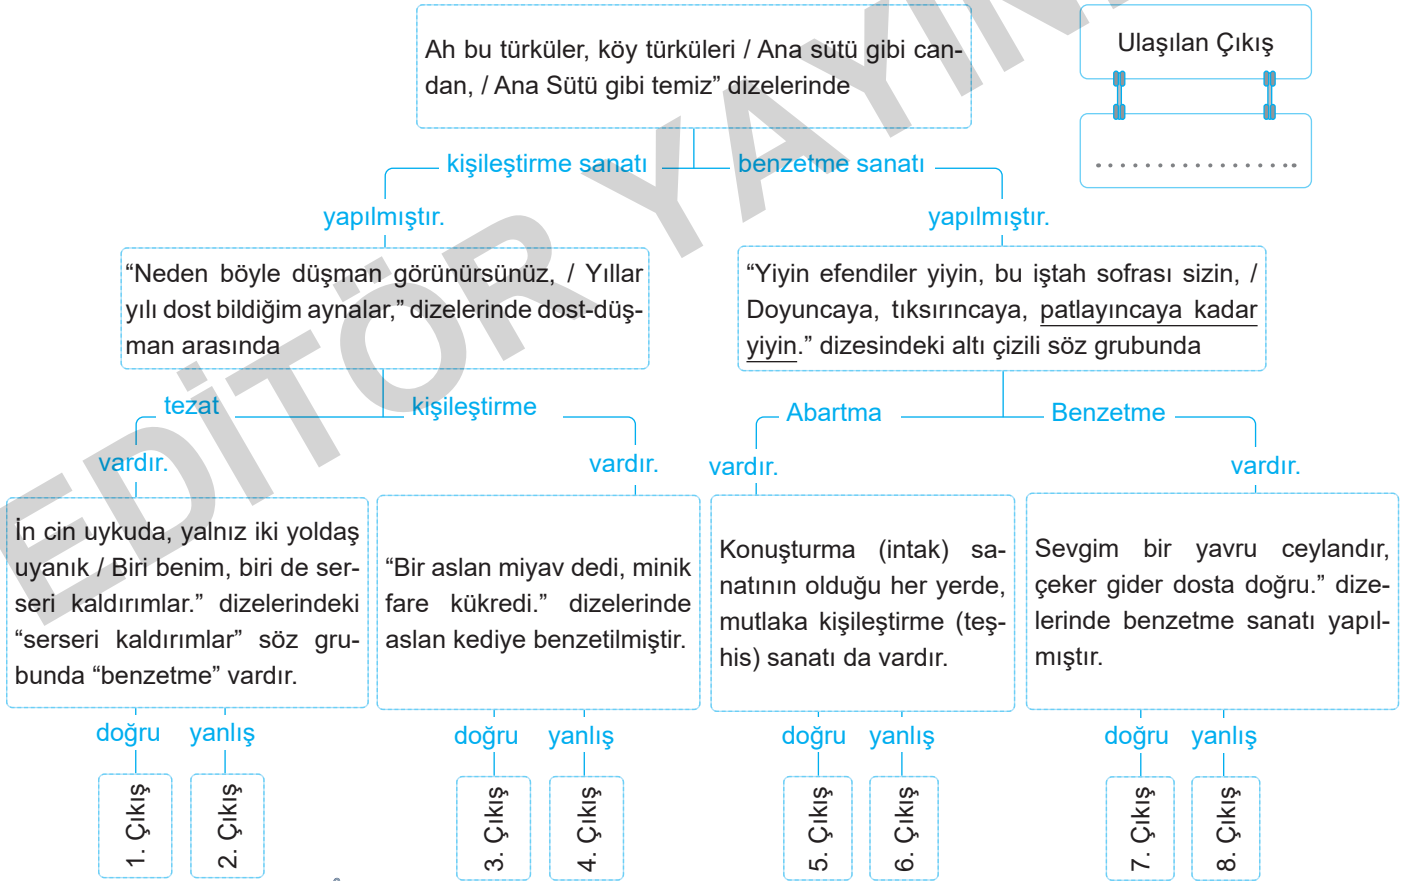 Ah bu türküler, köy türküleri / Ana sütü gibi can-
dan, / Ana Sütü gibi temiz” dizelerinde
Ulaşılan Çıkış
.................
kişileştirme sanatı
benzetme sanatı
yapılmıştır.
yapılmıştır.
“Neden böyle düşman görünürsünüz, / Yıllar
yılı dost bildiğim aynalar,” dizelerinde dost-düş-
man arasında
“Yiyin efendiler yiyin, bu iştah sofrası sizin, /
Doyuncaya, tıksırıncaya, patlayıncaya kadar
yiyin.” dizesindeki altı çizili söz grubunda
tezat
kişileştirme
Abartma
Benzetme
vardır.
vardır.
vardır.
vardır.
İn cin uykuda, yalnız iki yoldaş
uyanık / Biri benim, biri de ser-
seri kaldırımlar.” dizelerindeki
“serseri kaldırımlar” söz gru-
bunda “benzetme” vardır.
“Bir aslan miyav dedi, minik
fare kükredi.” dizelerinde
aslan kediye benzetilmiştir.
Konuşturma (intak) sa-
natının olduğu her yerde,
mutlaka kişileştirme (teş-
his) sanatı da vardır.
Sevgim bir yavru ceylandır,
çeker gider dosta doğru.” dize-
lerinde benzetme sanatı yapıl-
mıştır.
doğru
yanlış
doğru
yanlış
doğru
yanlış
doğru
yanlış
1. Çıkış
2. Çıkış
3. Çıkış
4. Çıkış
5. Çıkış
6. Çıkış
7. Çıkış
8. Çıkış
EDİTÖR YAYIN